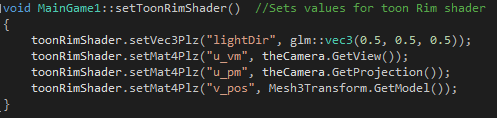 void MainGame1::setToonRimShader()  //Sets values for toon Rim shader
{
    toonRimShader.setVec3Plz("lightDir", glm::vec3(0.5, 0.5, 0.5));
    toonRimShader.setMat4Plz("u_vm", theCamera.GetView());
    toonRimShader.setMat4Plz("u_pm", theCamera.GetProjection());
    toonRimShader.setMat4Plz("v_pos", Mesh3Transform.GetModel());
}